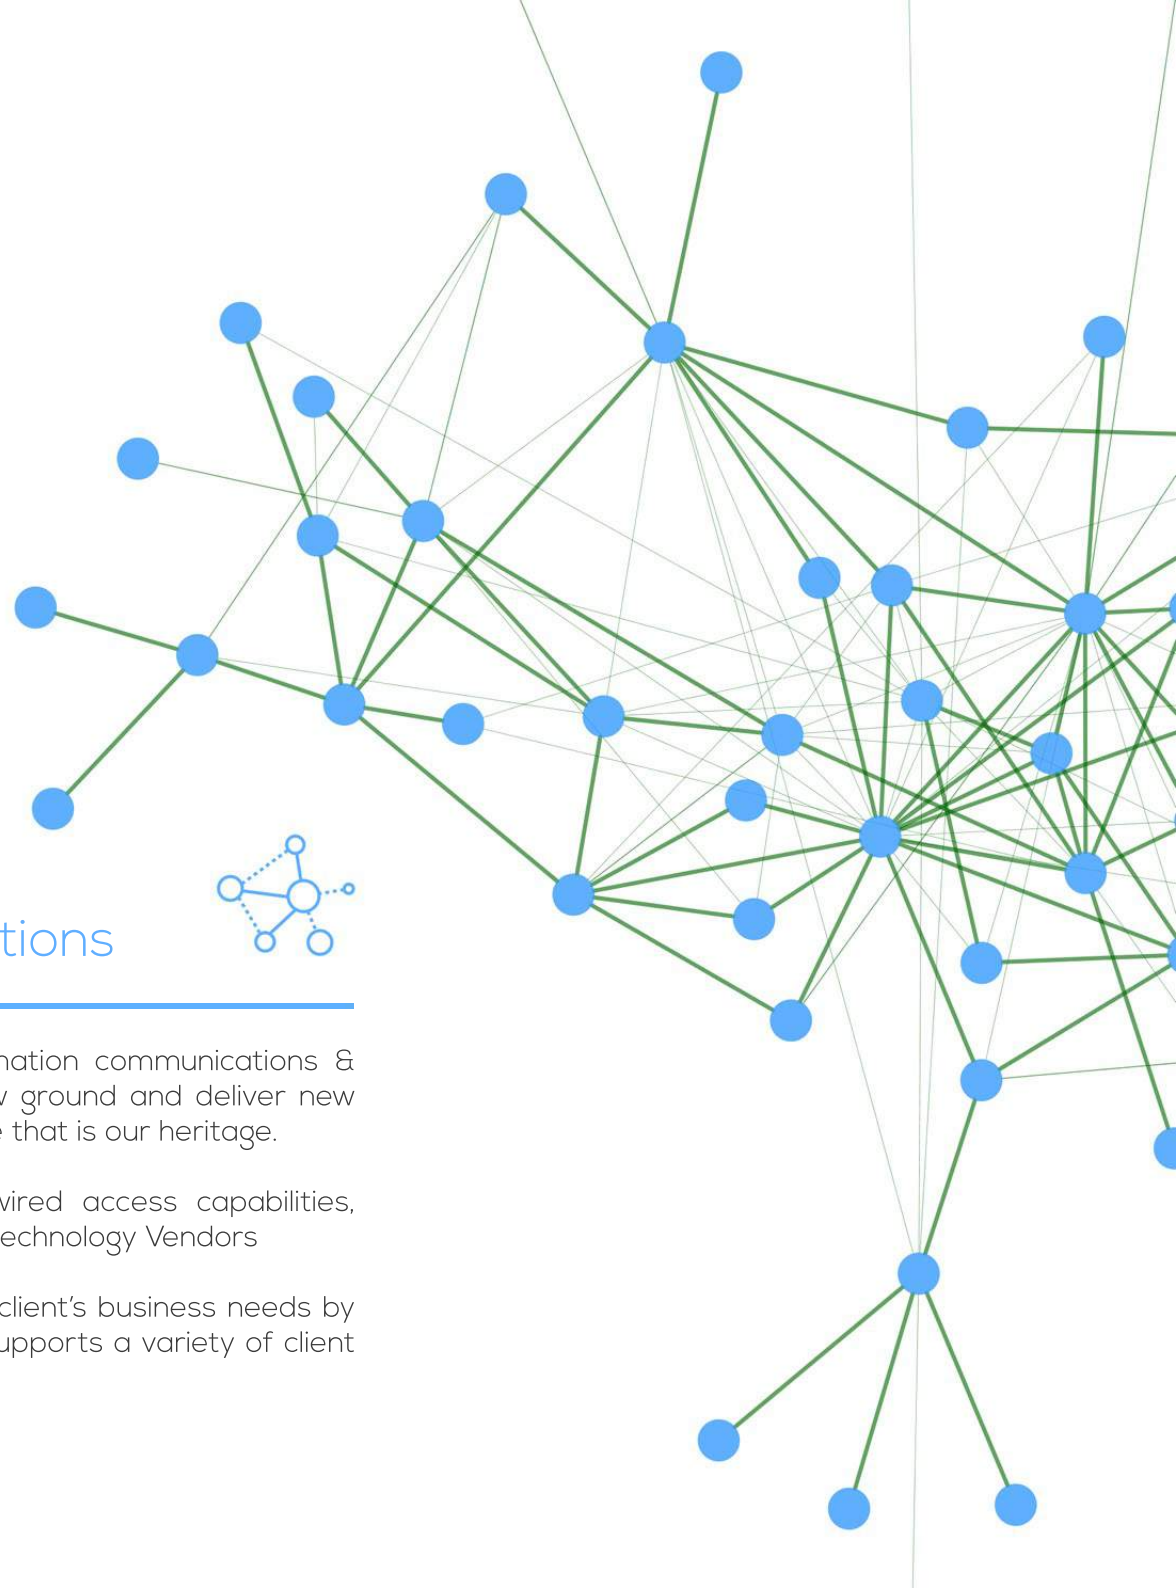 tions
nation communications &
w ground and deliver new
e that is our heritage.
wired access capabilities,
echnology Vendors
client's business needs by
upports a variety of client